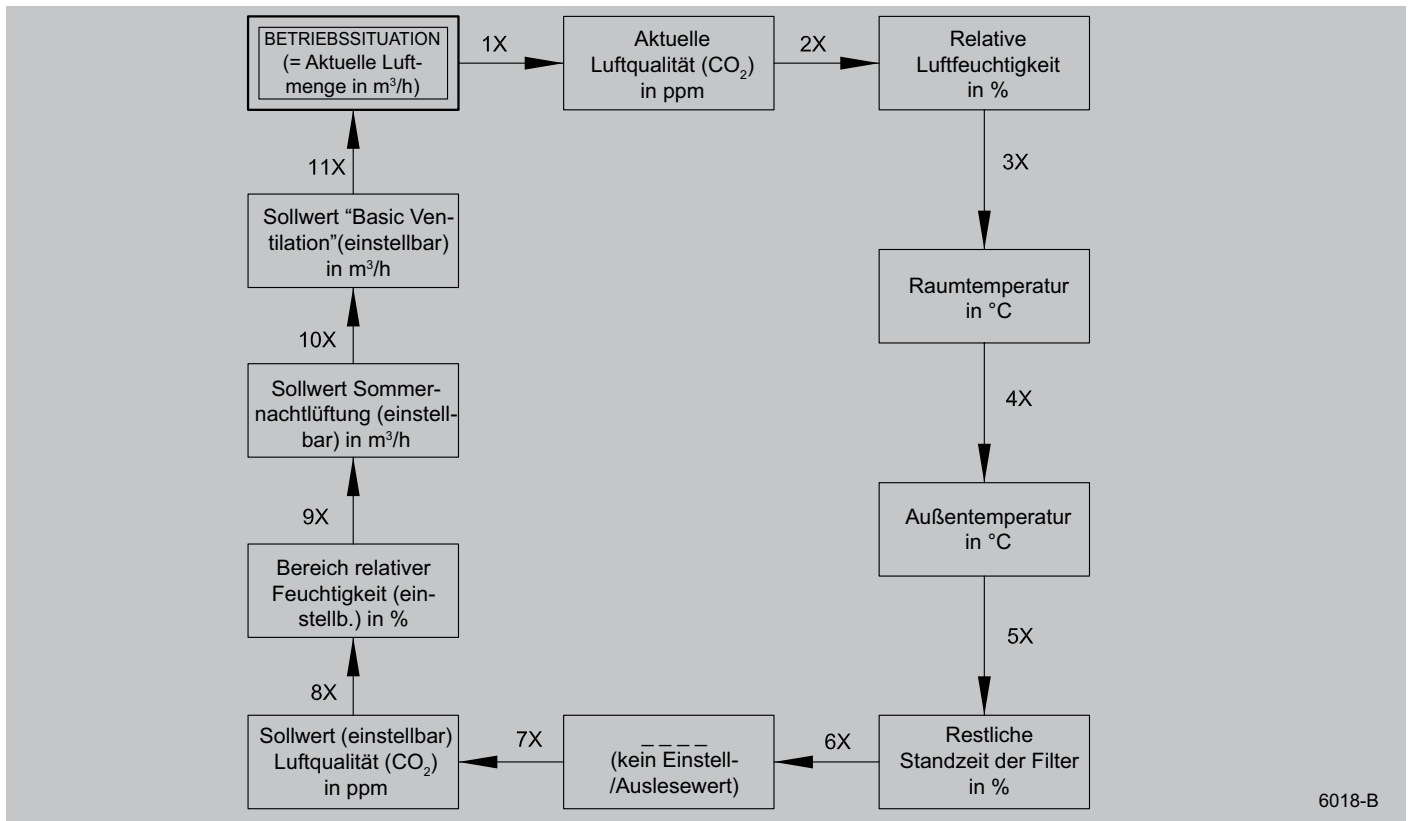 BETRIEBSSITUATION
(= Aktuelle Luft-
menge in m³/h)
1X
Aktuelle
Luftqualität (CO₂)
in ppm
2X
Relative
Luftfeuchtigkeit
in %
3X
Raumtemperatur
in °C
4X
Außentemperatur
in °C
5X
Restliche
Standzeit der Filter
in %
6X
_ _ _ _
(kein Einstell-
/Auslesewert)
7X
Sollwert (einstellbar)
Luftqualität (CO₂)
in ppm
8X
Bereich relativer
Feuchtigkeit (ein-
stellb.) in %
9X
Sollwert Sommer-
nachtlüftung (einstell-
bar) in m³/h
10X
Sollwert “Basic Ven-
tilation”(einstellbar)
in m³/h
11X
6018-B